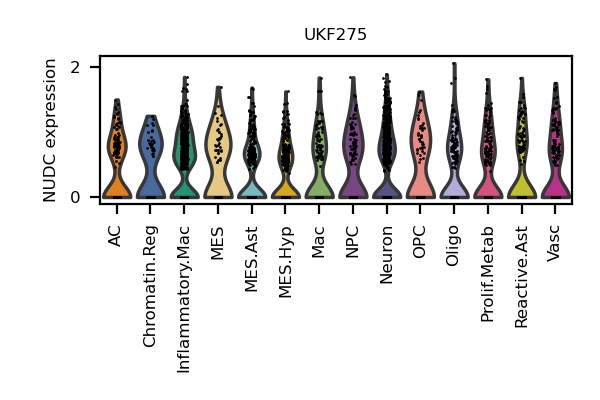 UKF275
NUDC expression
2
0
AC
Chromatin.Reg
Inflammatory.Mac
MES
MES.Ast
MES.Hyp
Mac
NPC
Neuron
OPC
Oligo
Prolif.Metab
Reactive.Ast
Vasc